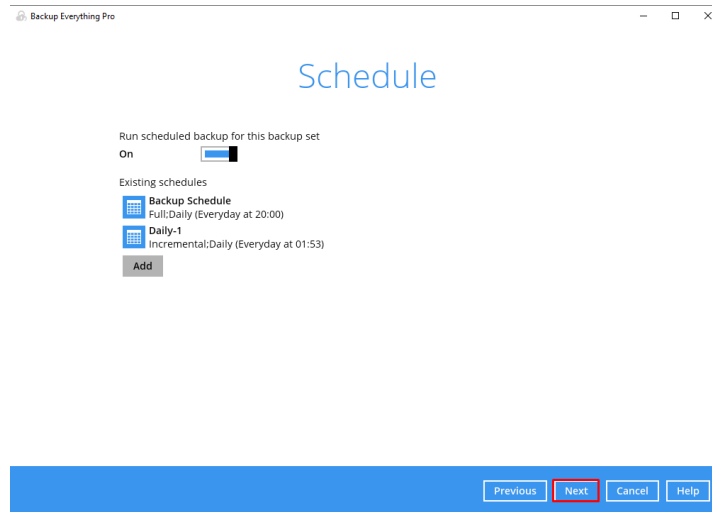 Backup Everything Pro
Schedule
Run scheduled backup for this backup set
On
Existing schedules
Backup Schedule
Full;Daily (Everyday at 20:00)
Daily-1
Incremental;Daily (Everyday at 01:53)
Add
Previous Next Cancel Help